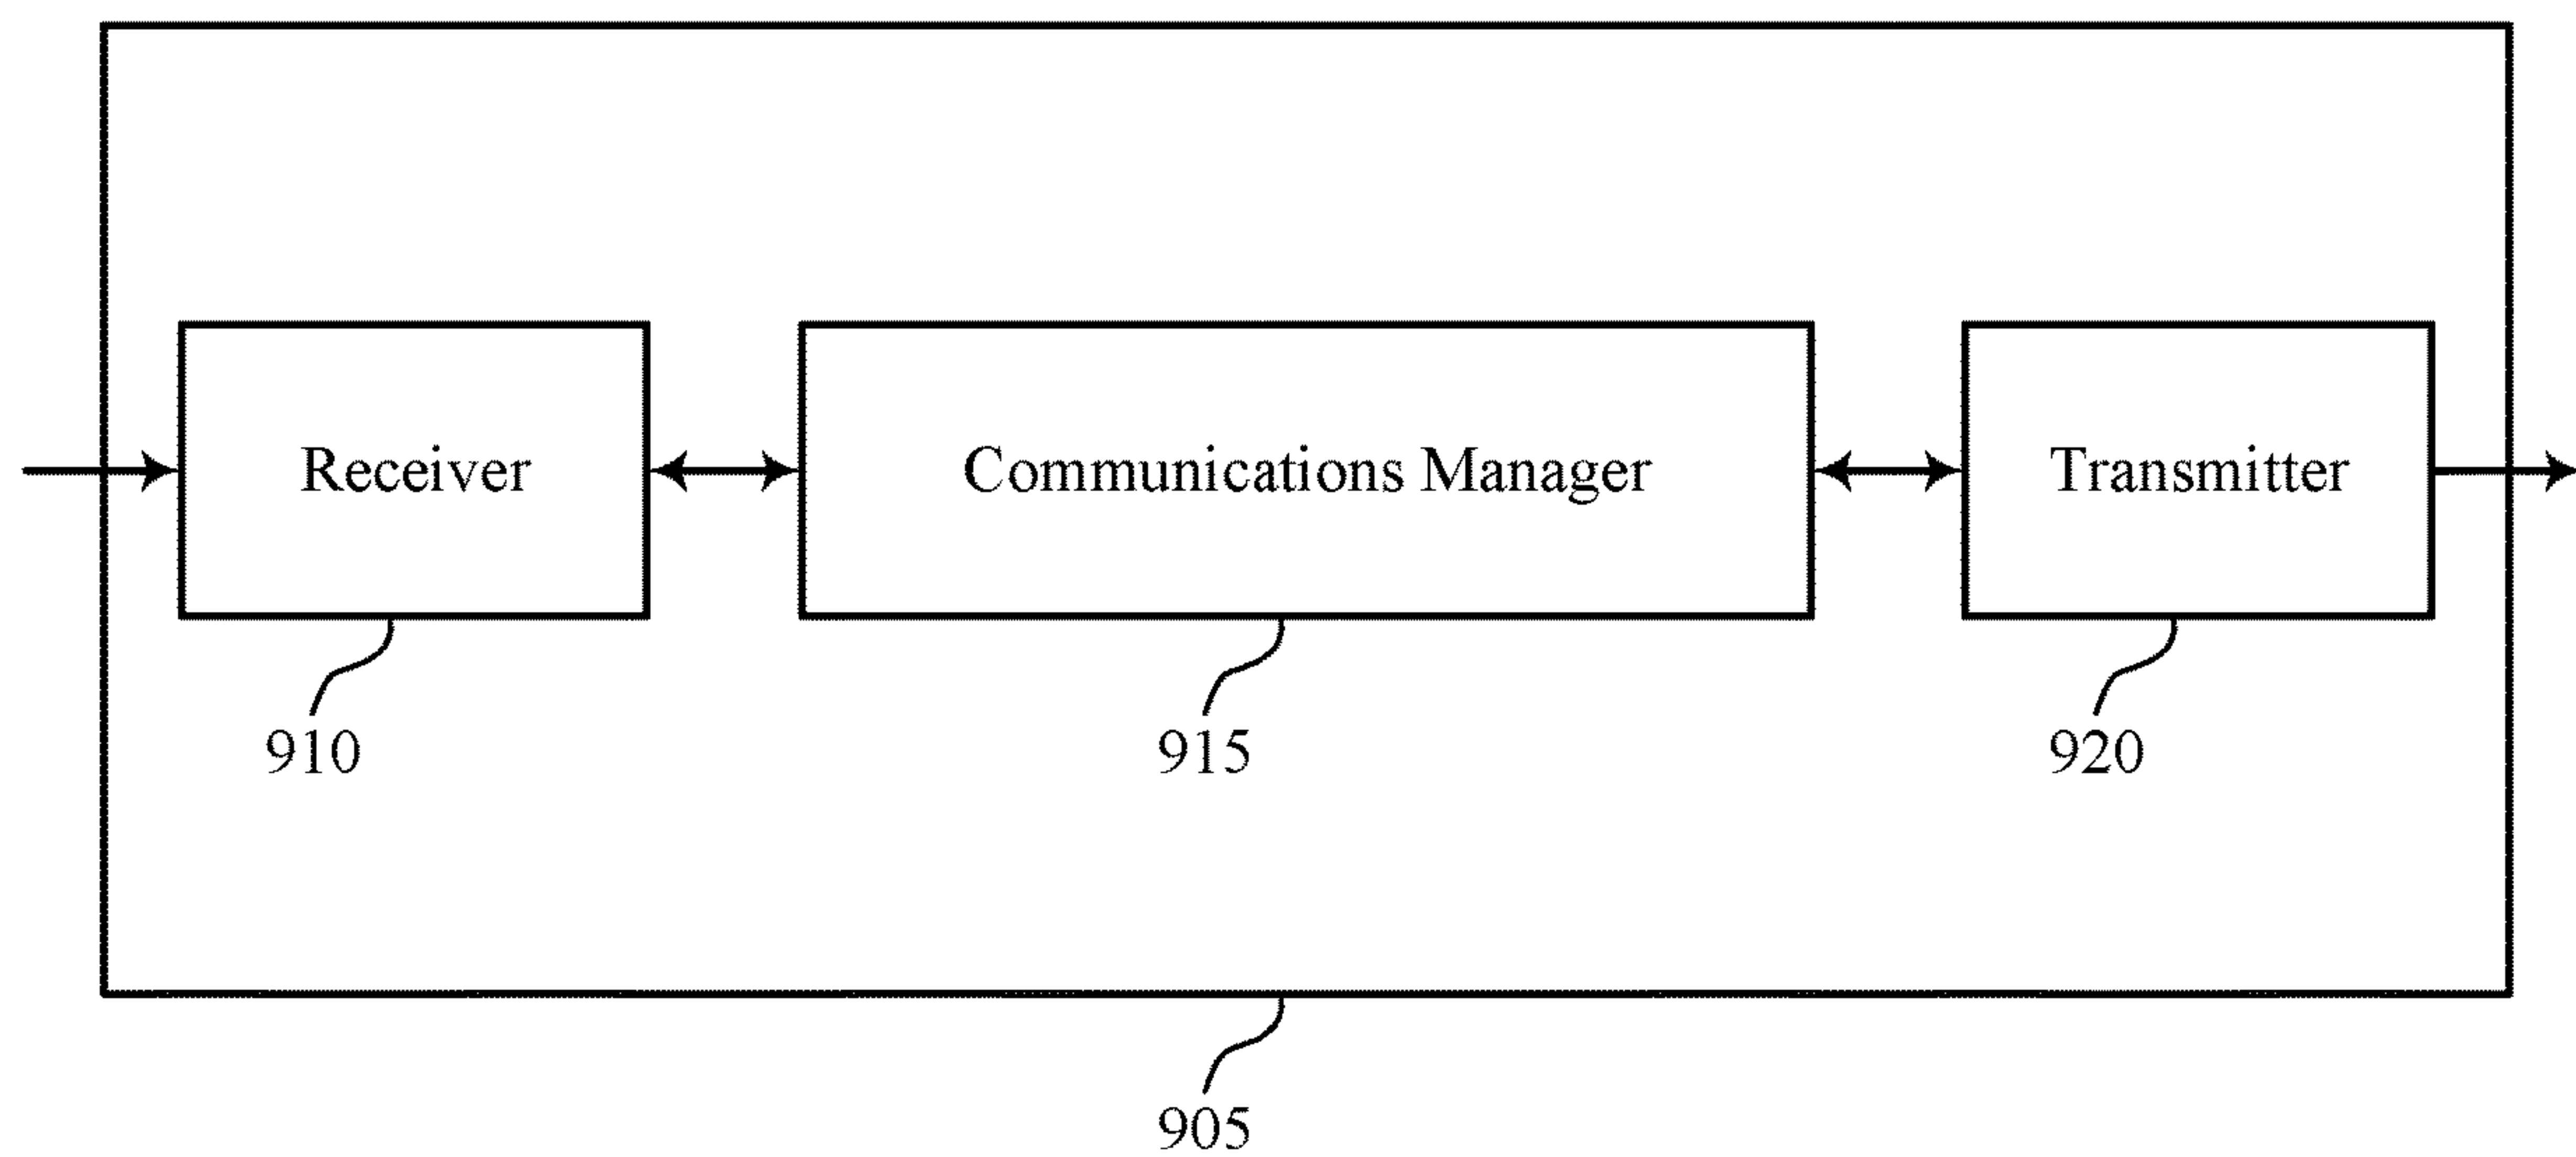 Receiver
Communications Manager
Transmitter
910
915
920
905